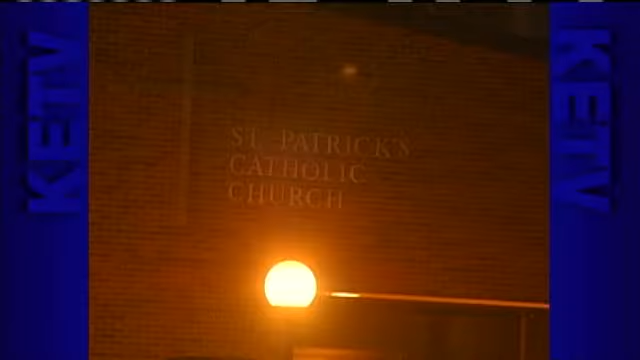 KETV
ST. PATRICK'S
CATHOLIC
CHURCH
KETV